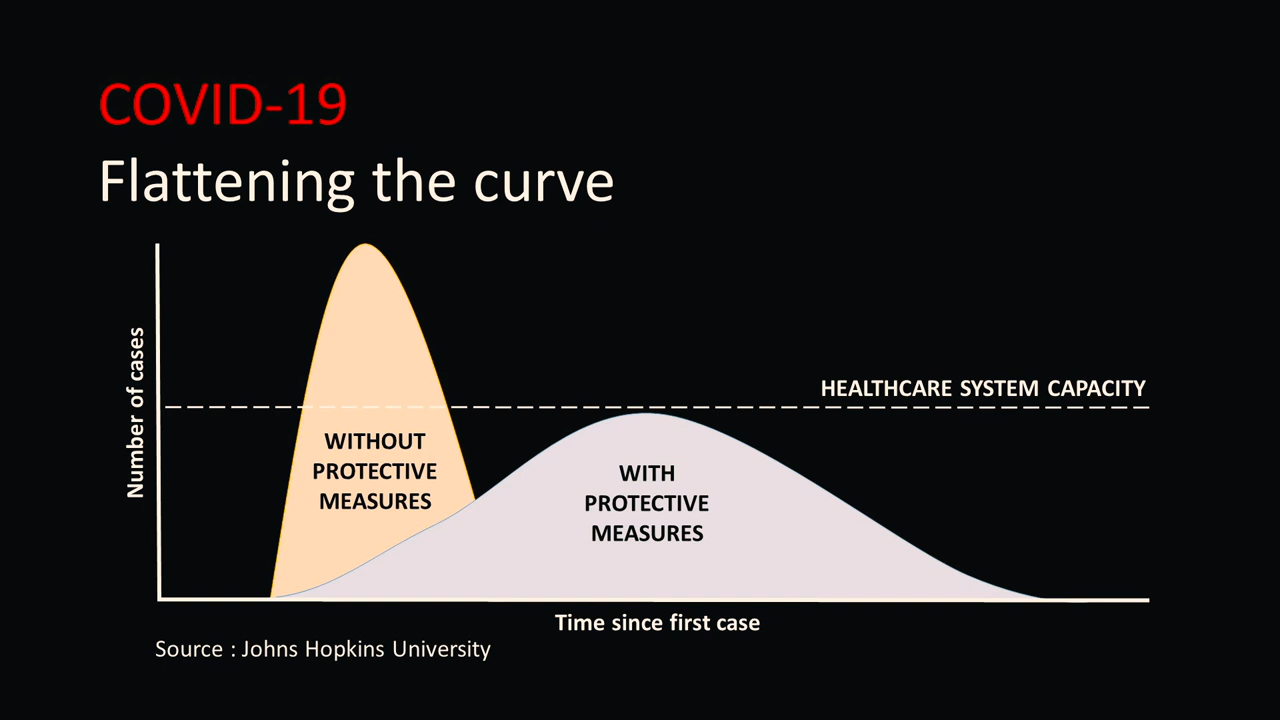 COVID-19
Flattening the curve
Number of cases
HEALTHCARE SYSTEM CAPACITY
WITHOUT
PROTECTIVE
MEASURES
WITH
PROTECTIVE
MEASURES
Time since first case
Source : Johns Hopkins University